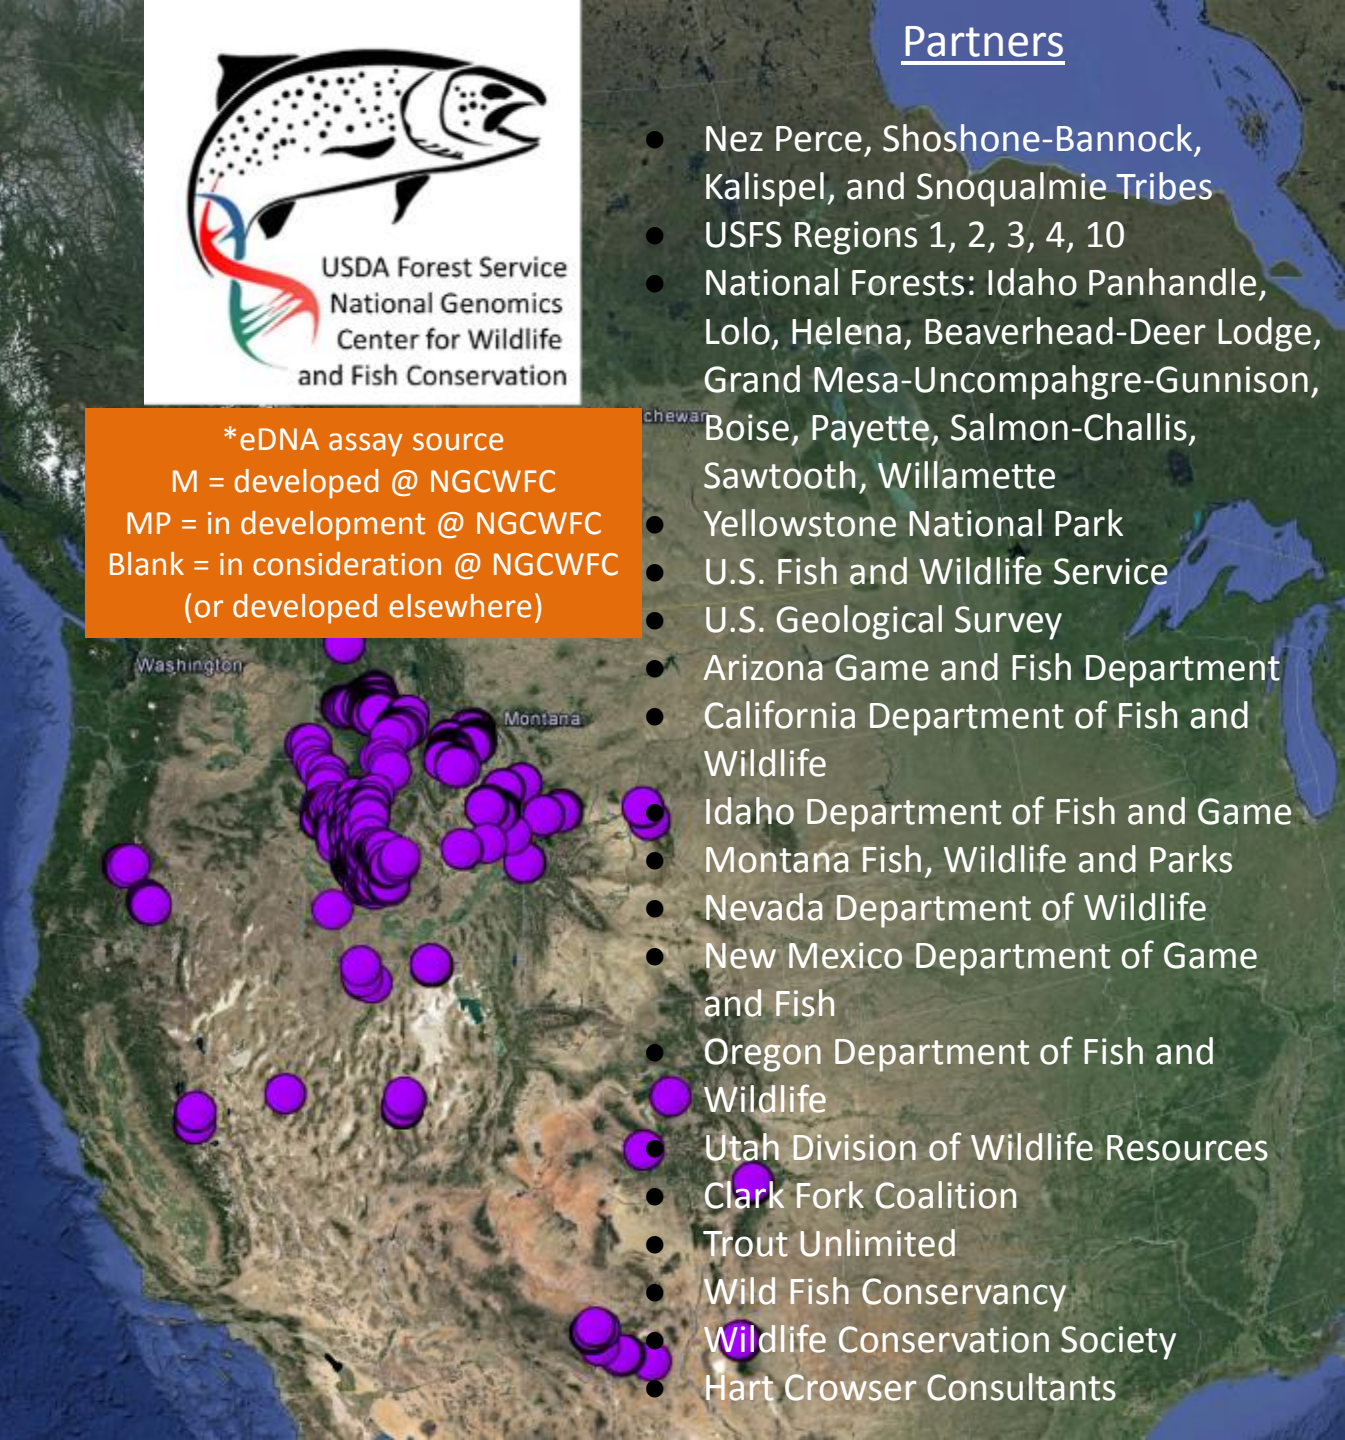 USDA Forest Service
National Genomics
Center for Wildlife
and Fish Conservation
*eDNA assay source
M = developed @ NGCWFC
MP = in development @ NGCWFC
Blank = in consideration @ NGCWFC
(or developed elsewhere)
chewan
Washington
Montana
Partners
● Nez Perce, Shoshone-Bannock,
Kalispel, and Snoqualmie Tribes
● USFS Regions 1, 2, 3, 4, 10
● National Forests: Idaho Panhandle,
Lolo, Helena, Beaverhead-Deer Lodge,
Grand Mesa-Uncompahgre-Gunnison,
Boise, Payette, Salmon-Challis,
Sawtooth, Willamette
● Yellowstone National Park
● U.S. Fish and Wildlife Service
● U.S. Geological Survey
● Arizona Game and Fish Department
● California Department of Fish and
Wildlife
● Idaho Department of Fish and Game
● Montana Fish, Wildlife and Parks
● Nevada Department of Wildlife
● New Mexico Department of Game
and Fish
● Oregon Department of Fish and
Wildlife
● Utah Division of Wildlife Resources
● Clark Fork Coalition
● Trout Unlimited
● Wild Fish Conservancy
● Wildlife Conservation Society
● Hart Crowser Consultants